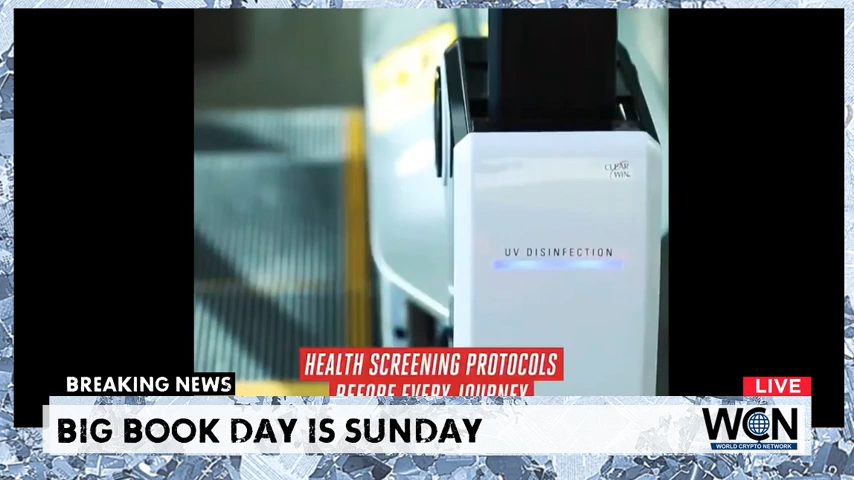 CLEAR
WIN
UV DISINFECTION
HEALTH SCREENING PROTOCOLS
BEFORE EVERY JOURNEY
BREAKING NEWS
LIVE
BIG BOOK DAY IS SUNDAY
WCN
WORLD CRYPTO NETWORK